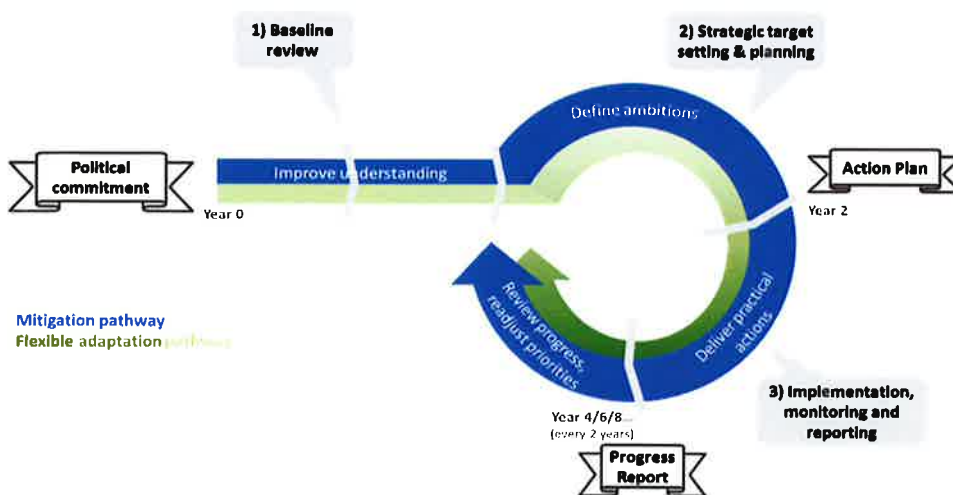 1) Baseline
review
2) Strategic target
setting & planning
Define ambitions
Political
commitment
Improve understanding
Action Plan
Year 0
Year 2
Review progress,
readjust priorities
Deliver practical
actions
Mitigation pathway
Flexible adaptation pathway
3) Implementation,
monitoring and
reporting
Year 4/6/8...
(every 2 years)
Progress
Report